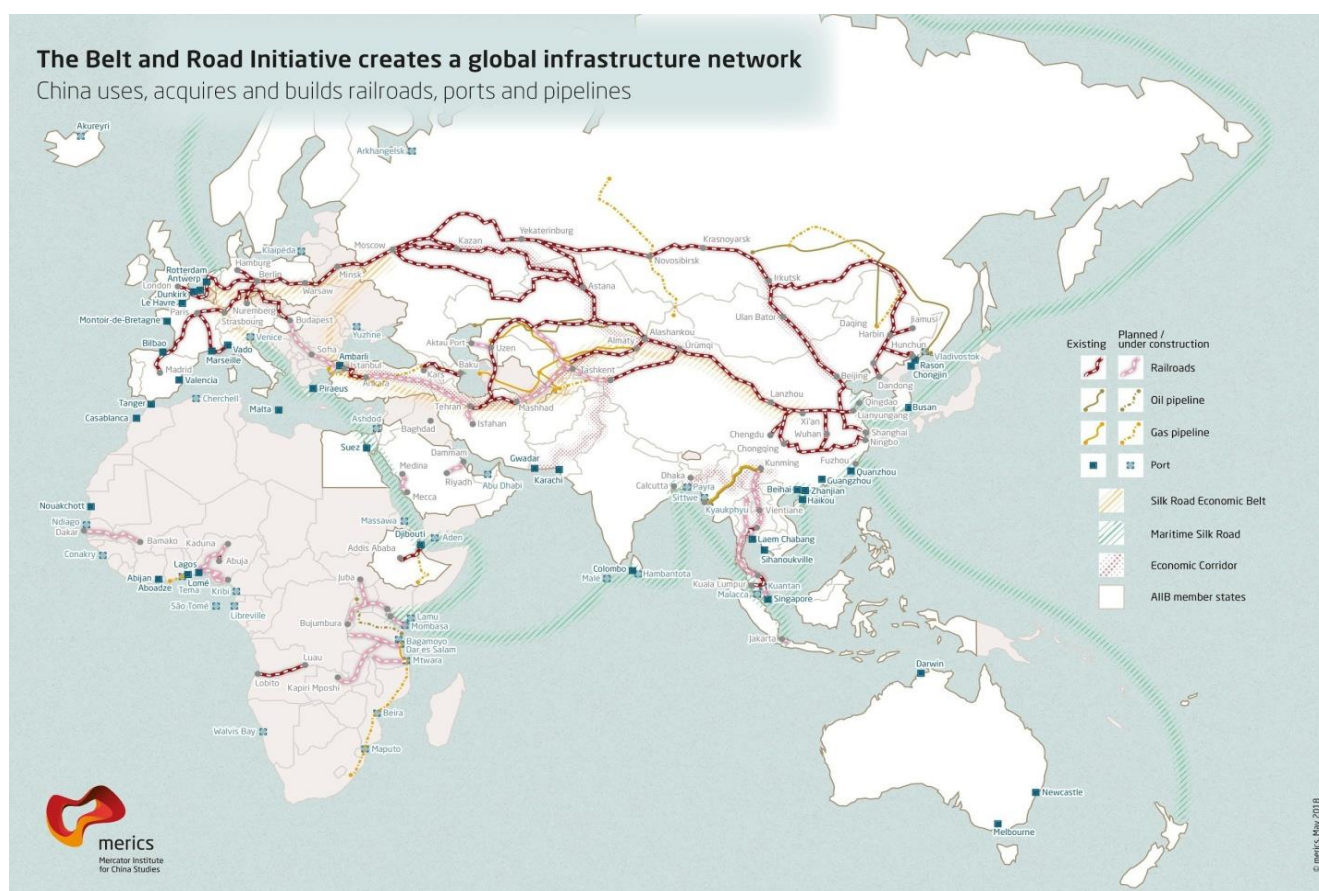 The Belt and Road Initiative creates a global infrastructure network
China uses, acquires and builds railroads, ports and pipelines
Akureyri
Arkhangelsk
Klaipėda
Moscow
Kazan
Yekaterinburg
Novosibirsk
Krasnoyarsk
Irkutsk
Rotterdam
Antwerp
London
Dunkirk
Le Havre
Paris
Hamburg
Berlin
Minsk
Warsaw
Astana
Montoir-de-Bretagne
Strasbourg
Nuremberg
Budapest
Yuzhne
Ulan Bator
Daqing
Harbin
Jiamusi
Hunchun
Vladivostok
Rason
Chongjin
Bilbao
Madrid
Valencia
Marseille
Vado
Venice
Sofia
Ambarli
Istanbul
Ankara
Kars
Baku
Aktau Port
Uzen
Almaty
Alashankou
Ürümqi
Tashkent
Beijing
Dandong
Tanger
Casablanca
Cherchell
Malta
Piraeus
Tehran
Mashhad
Isfahan
Lanzhou
Xi'an
Qingdao
Lianyungang
Busan
Ashdod
Baghdad
Suez
Chengdu
Chongqing
Wuhan
Shanghai
Ningbo
Dammam
Medina
Riyadh
Mecca
Abu Dhabi
Gwadar
Karachi
Dhaka
Calcutta
Payra
Sittwe
Kyaukphyu
Kunming
Fuzhou
Quanzhou
Guangzhou
Beihai
Zhanjian
Haikou
Vientiane
Nouakchott
Ndiago
Dakar
Bamako
Kaduna
Abuja
Conakry
Massawa
Djibouti
Aden
Addis Ababa
Laem Chabang
Sihanoukville
Abijan
Aboadze
Tema
Lomé
Lagos
Kribi
São Tomé
Libreville
Juba
Bujumbura
Lamu
Mombasa
Bagamoyo
Dar es Salam
Mtwara
Colombo
Hambantota
Malé
Kuala Lumpur
Kuantan
Malacca
Singapore
Jakarta
Luau
Lobito
Kapiri Mposhi
Walvis Bay
Beira
Maputo
Darwin
Newcastle
Melbourne
Existing
Planned /
under construction
Railroads
Oil pipeline
Gas pipeline
Port
Silk Road Economic Belt
Maritime Silk Road
Economic Corridor
AIIB member states
merics
Mercator Institute
for China Studies
© merics May 2018